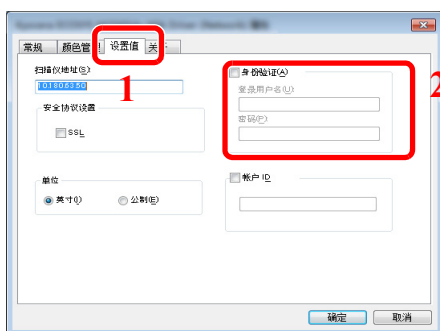 常规 颜色管理 设置值 关于
1
2
扫描仪地址(S):
10.180.63.50
安全协议设置
SSL
身份验证(A)
登录用户名(U):
密码(P):
单位
英寸(I) 公制(E)
帐户 ID
确定 取消